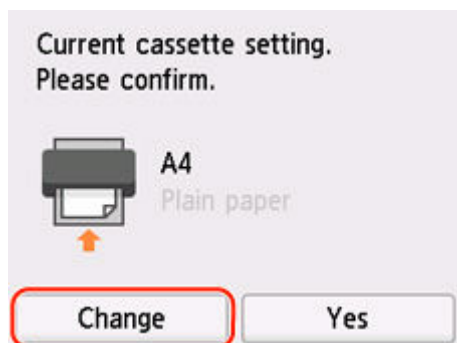 Current cassette setting.
Please confirm.
A4
Plain paper
Change
Yes